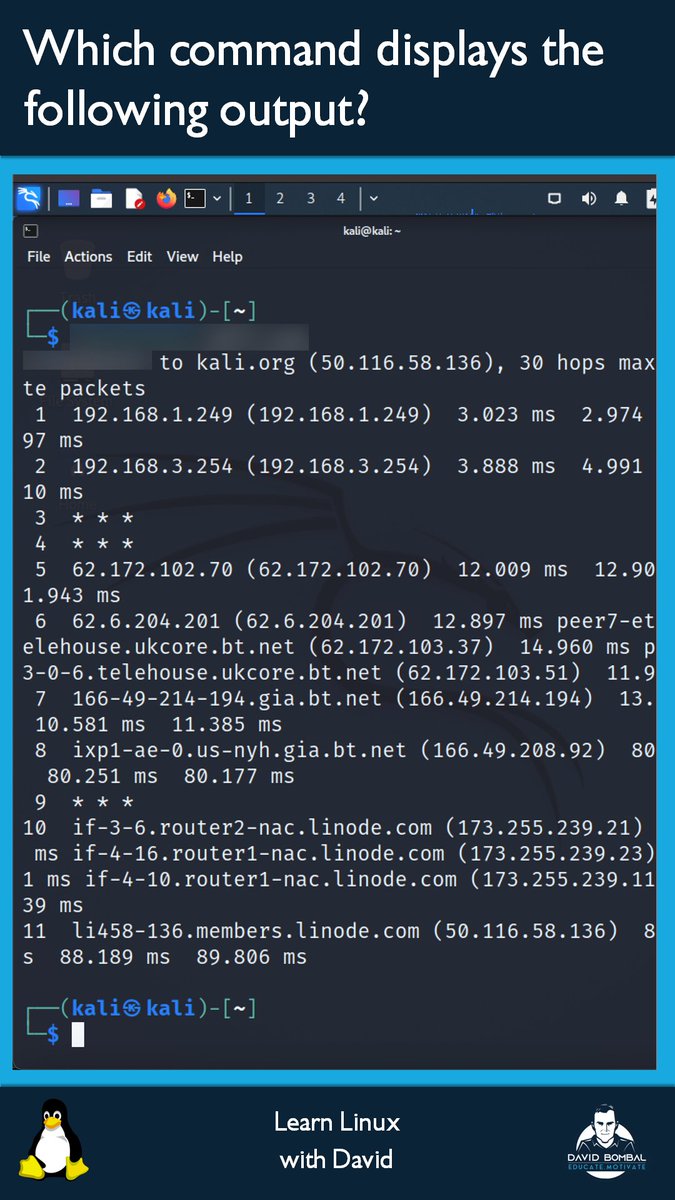 Which command displays the
following output?
1 2 3 4
kali@kali: ~
File Actions Edit View Help
┌──(kali㉿kali)-[~]
└─$
to kali.org (50.116.58.136), 30 hops max
te packets
1 192.168.1.249 (192.168.1.249) 3.023 ms 2.974
97 ms
2 192.168.3.254 (192.168.3.254) 3.888 ms 4.991
10 ms
3 * * *
4 * * *
5 62.172.102.70 (62.172.102.70) 12.009 ms 12.90
1.943 ms
6 62.6.204.201 (62.6.204.201) 12.897 ms peer7-et
elehouse.ukcore.bt.net (62.172.103.37) 14.960 ms p
3-0-6.telehouse.ukcore.bt.net (62.172.103.51) 11.9
7 166-49-214-194.gia.bt.net (166.49.214.194) 13.
10.581 ms 11.385 ms
8 ixp1-ae-0.us-nyh.gia.bt.net (166.49.208.92) 80
80.251 ms 80.177 ms
9 * * *
10 if-3-6.router2-nac.linode.com (173.255.239.21)
ms if-4-16.router1-nac.linode.com (173.255.239.23)
1 ms if-4-10.router1-nac.linode.com (173.255.239.11
39 ms
11 li458-136.members.linode.com (50.116.58.136) 8
s 88.189 ms 89.806 ms
┌──(kali㉿kali)-[~]
└─$
Learn Linux
with David
DAVID BOMBAL
EDUCATE MOTIVATE